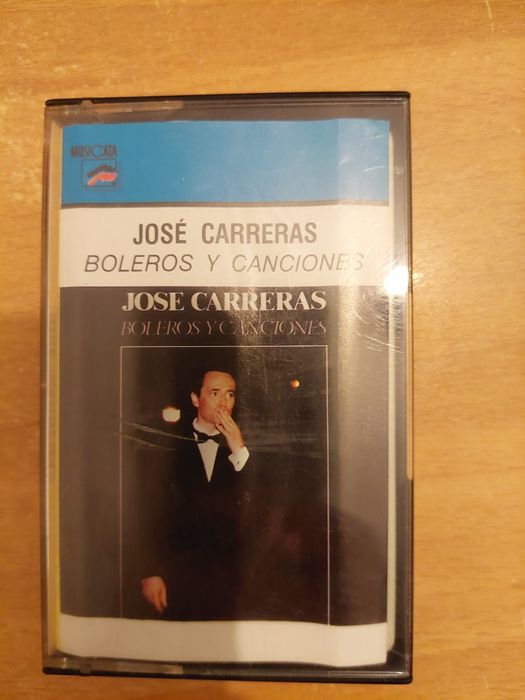 MUSICATA
JOSÉ CARRERAS
BOLEROS Y CANCIONES
JOSE CARRERAS
BOLEROS Y CANCIONES